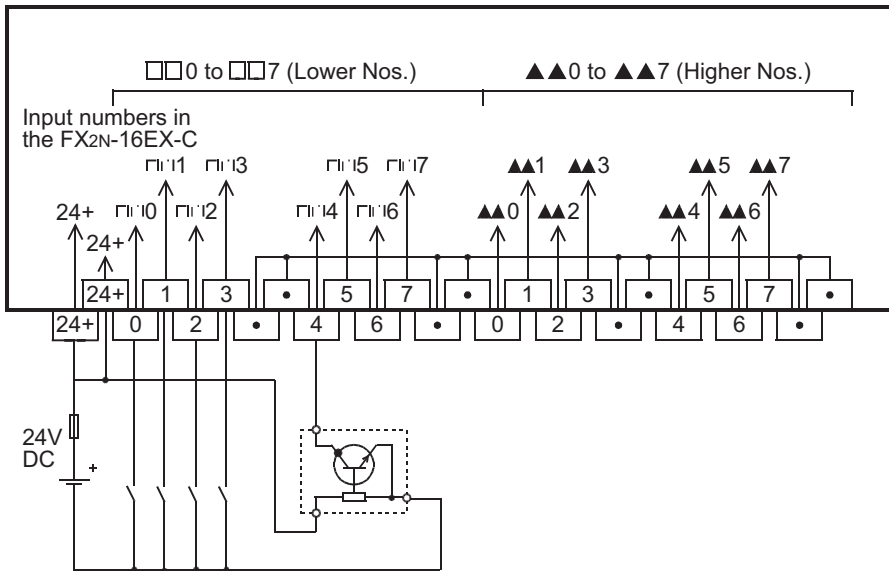 □□0 to □□7 (Lower Nos.) ▲▲0 to ▲▲7 (Higher Nos.)
Input numbers in
the FX2N-16EX-C
□□1 □□3 □□5 □□7 ▲▲1 ▲▲3 ▲▲5 ▲▲7
24+ □□0 □□2 □□4 □□6 ▲▲0 ▲▲2 ▲▲4 ▲▲6
24+
24+ 1 3 • 5 7 • 1 3 • 5 7 •
24+ 0 2 • 4 6 • 0 2 • 4 6 •
24V
DC
+